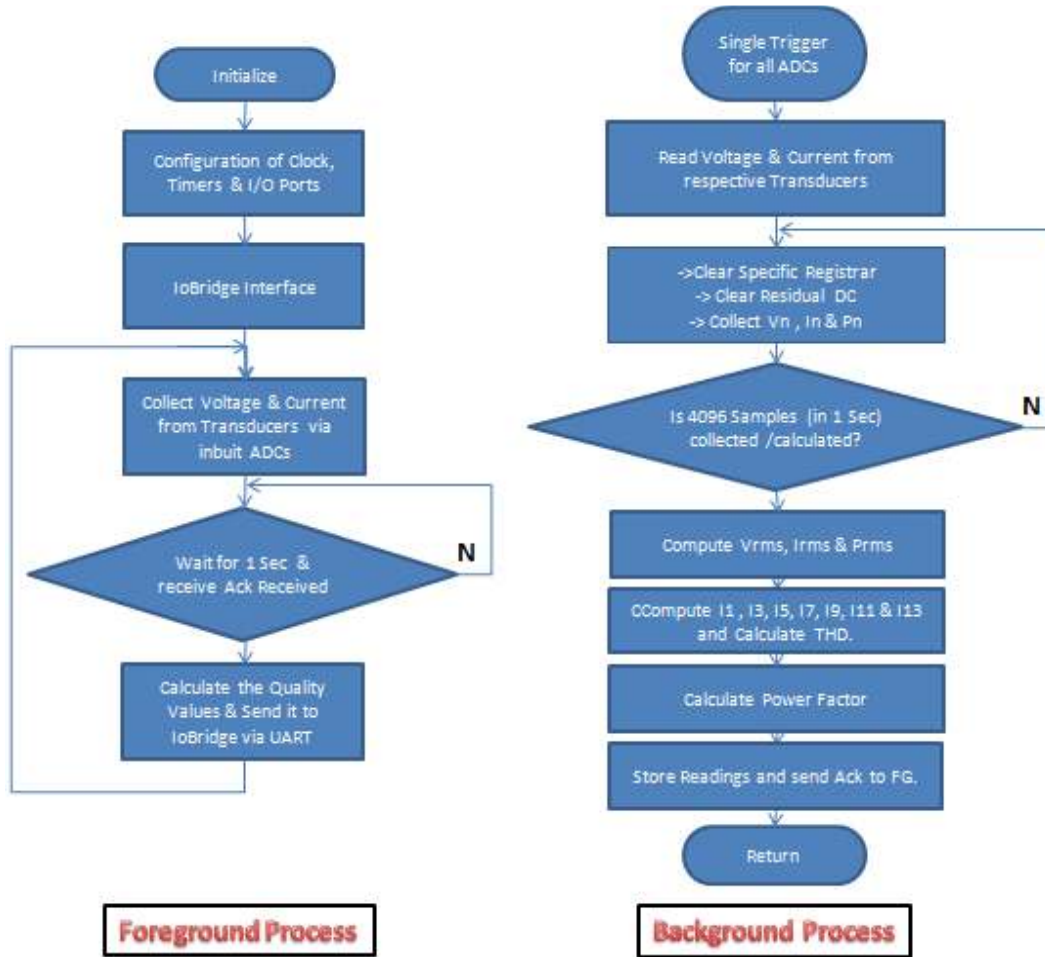 Initialize
Configuration of Clock,
Timers & I/O Ports
IoBridge Interface
Collect Voltage & Current
from Transducers via
inbuit ADCs
Wait for 1 Sec &
receive Ack Received
N
Calculate the Quality
Values & Send it to
IoBridge via UART
Foreground Process
Single Trigger
for all ADCs
Read Voltage & Current from
respective Transducers
->Clear Specific Registrar
-> Clear Residual DC
-> Collect Vn , In & Pn
Is 4096 Samples (in 1 Sec)
collected /calculated?
N
Compute Vrms, Irms & Prms
CCompute I1 , I3, I5, I7, I9, I11 & I13
and Calculate THD.
Calculate Power Factor
Store Readings and send Ack to FG.
Return
Background Process